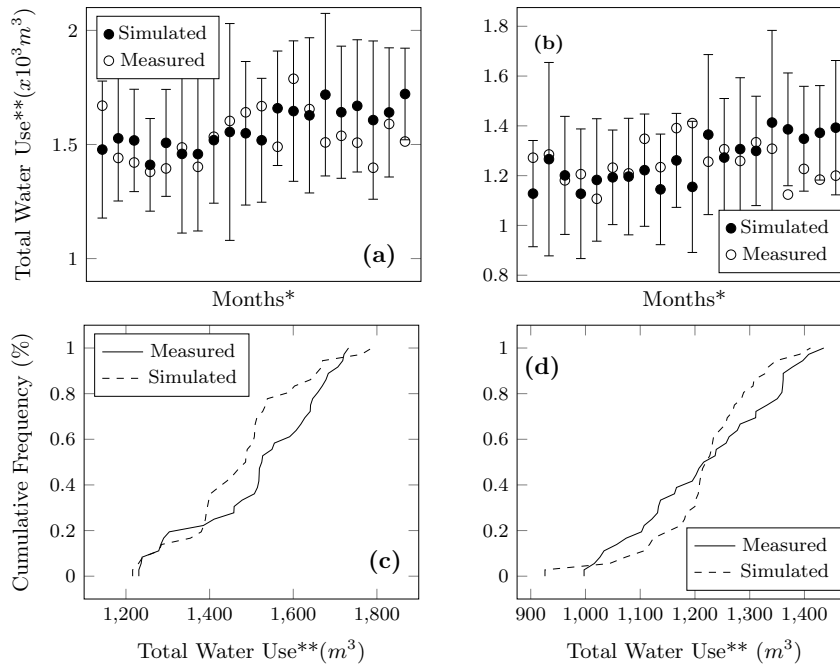 2
1.5
1
Total Water Use**(x10³m³)
Simulated
Measured
(a)
Months*
1.8
1.6
1.4
1.2
1
0.8
(b)
Simulated
Measured
Months*
1
0.8
0.6
0.4
0.2
0
Cumulative Frequency (%)
Measured
Simulated
(c)
1,200
1,400
1,600
1,800
Total Water Use**(m³)
1
0.8
0.6
0.4
0.2
0
(d)
Measured
Simulated
900
1,000
1,100
1,200
1,300
1,400
Total Water Use** (m³)